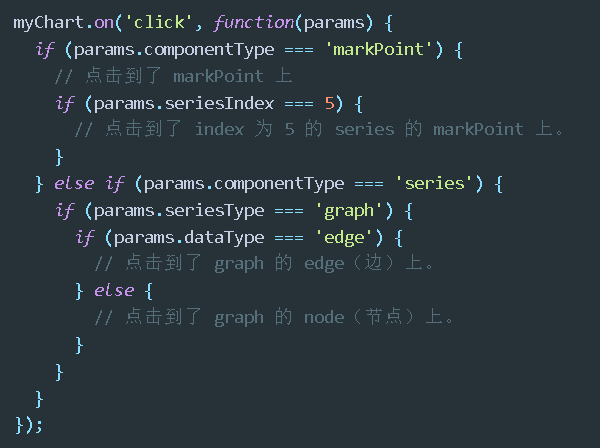 myChart.on('click', function(params) {
  if (params.componentType === 'markPoint') {
    // 点击到了 markPoint 上
    if (params.seriesIndex === 5) {
      // 点击到了 index 为 5 的 series 的 markPoint 上。
    }
  } else if (params.componentType === 'series') {
    if (params.seriesType === 'graph') {
      if (params.dataType === 'edge') {
        // 点击到了 graph 的 edge（边）上。
      } else {
        // 点击到了 graph 的 node（节点）上。
      }
    }
  }
});